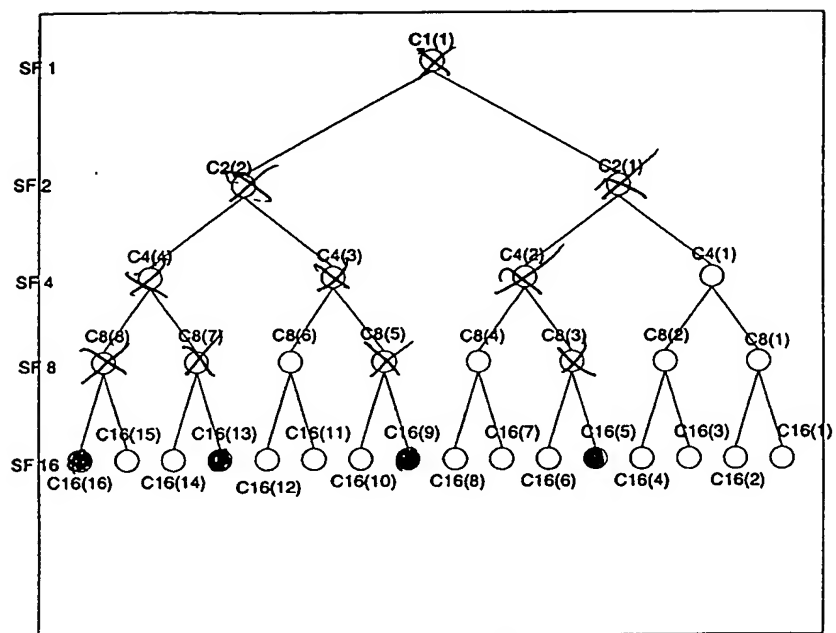 C1(1)
SF 1
C2(2) C2(1)
SF 2
C4(4) C4(3) C4(2) C4(1)
SF 4
C8(8) C8(7) C8(6) C8(5) C8(4) C8(3) C8(2) C8(1)
SF 8
C16(15) C16(13) C16(11) C16(9) C16(7) C16(5) C16(3) C16(1)
SF 16
C16(16) C16(14) C16(12) C16(10) C16(8) C16(6) C16(4) C16(2)